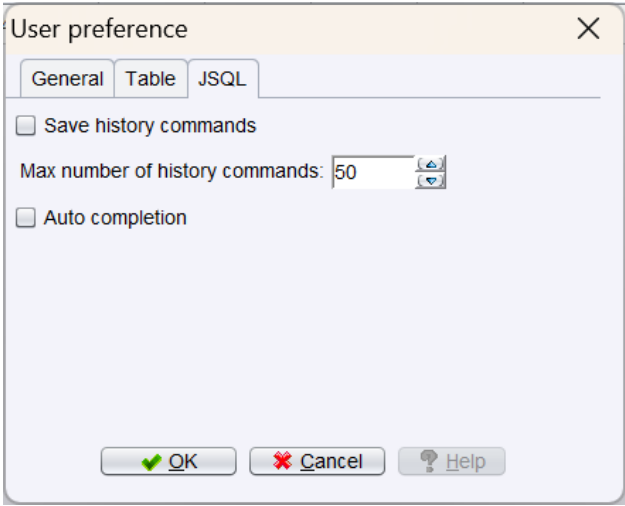 User preference
General Table JSQL
Save history commands
Max number of history commands: 50
Auto completion
OK Cancel Help